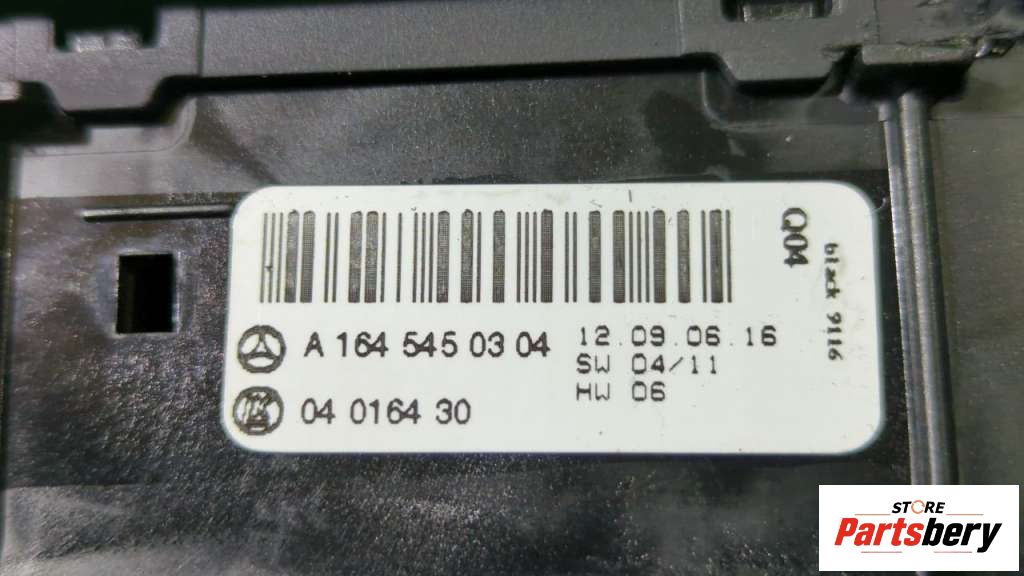 A 164 545 03 04
04 0164 30
12.09.06.16
SW 04/11
HW 06
Q04
black 9116
STORE
Partsbery